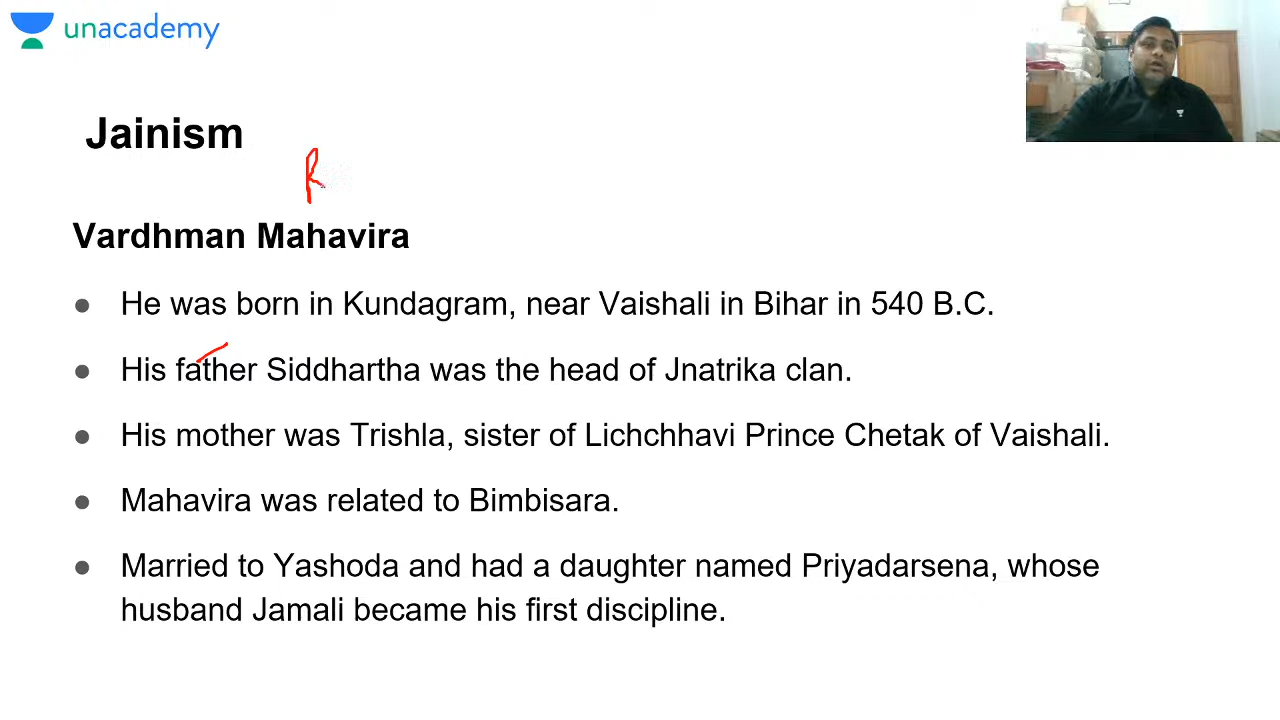 unacademy
Jainism
R
Vardhman Mahavira
● He was born in Kundagram, near Vaishali in Bihar in 540 B.C.
● His father Siddhartha was the head of Jnatrika clan.
● His mother was Trishla, sister of Lichchhavi Prince Chetak of Vaishali.
● Mahavira was related to Bimbisara.
● Married to Yashoda and had a daughter named Priyadarsena, whose
husband Jamali became his first discipline.